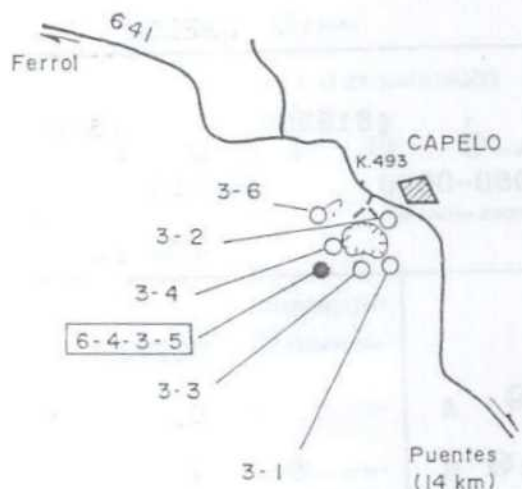 641
Ferrol
CAPELO
K.493
3-6
3-2
3-4
6-4-3-5
3-3
3-1
Puentes
(14 km)